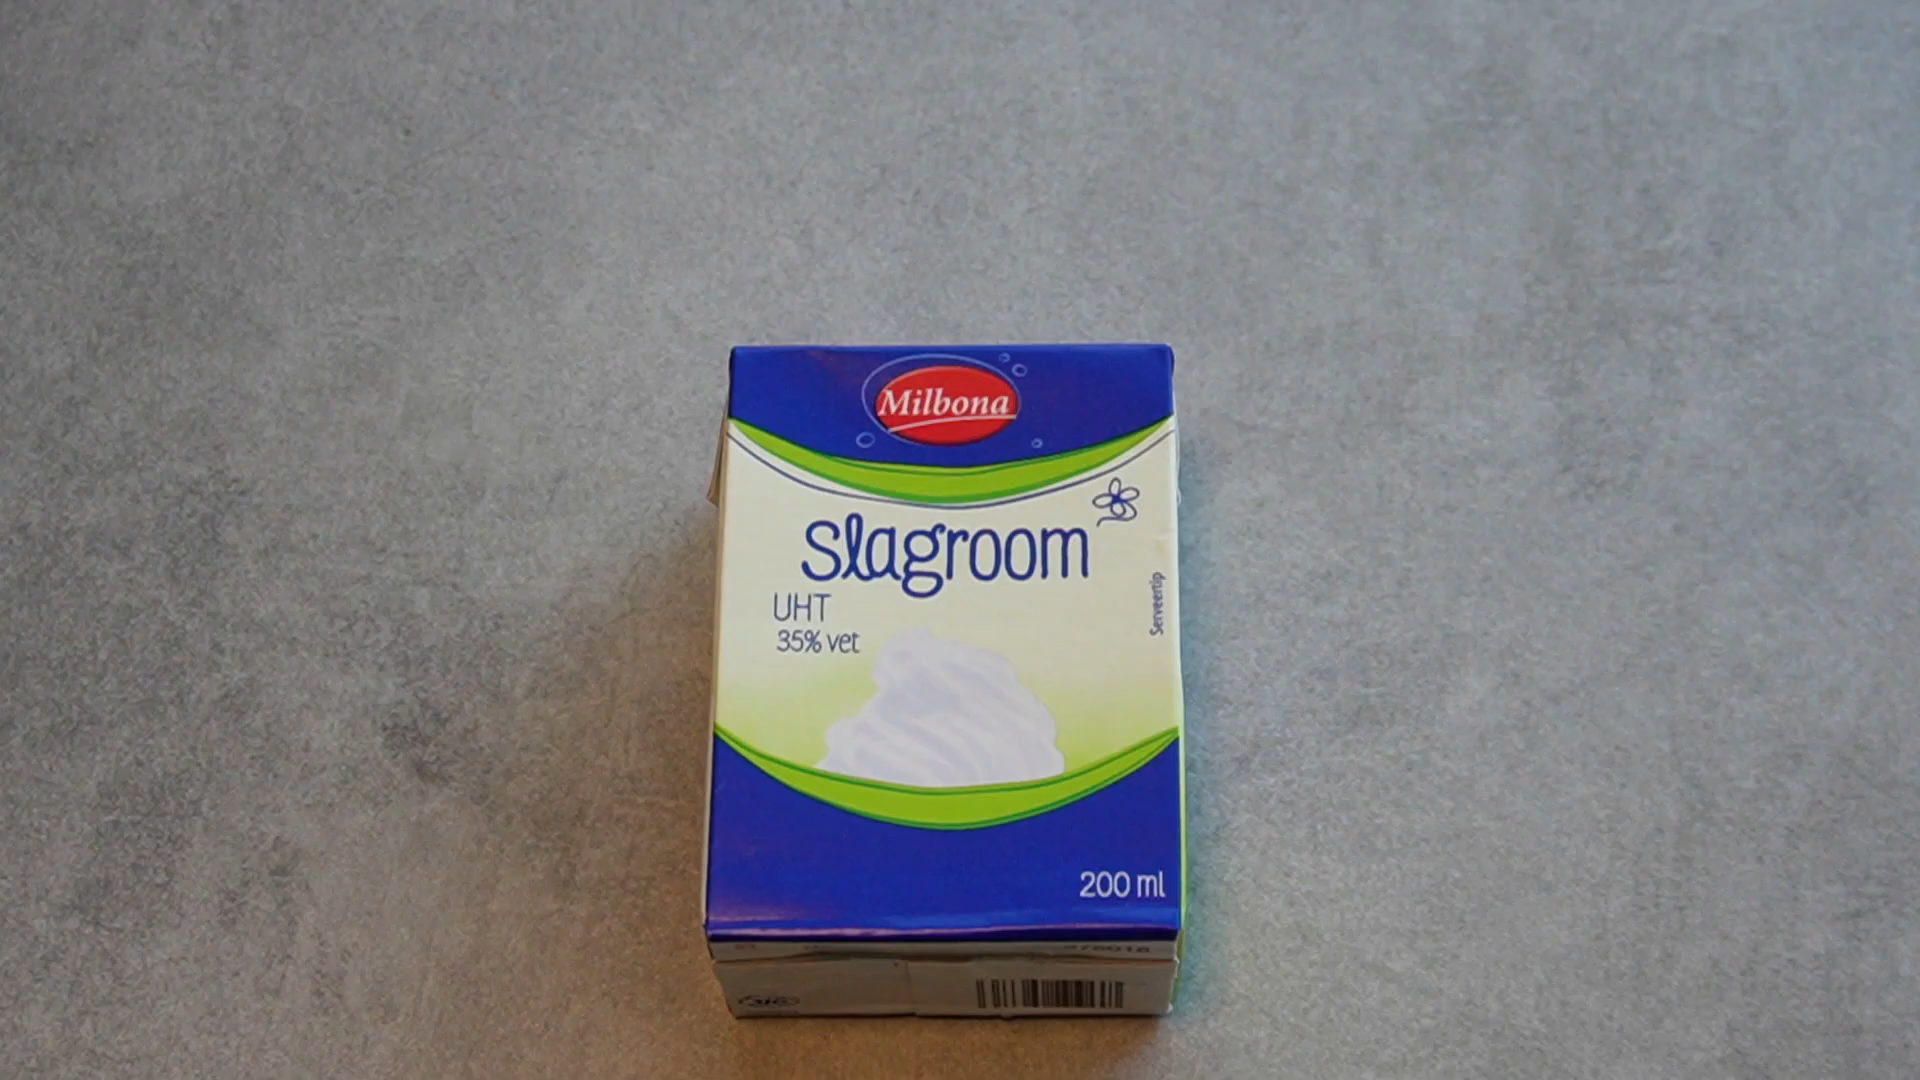 Milbona
Slagroom
UHT
35% vet
Serveertip
200 ml